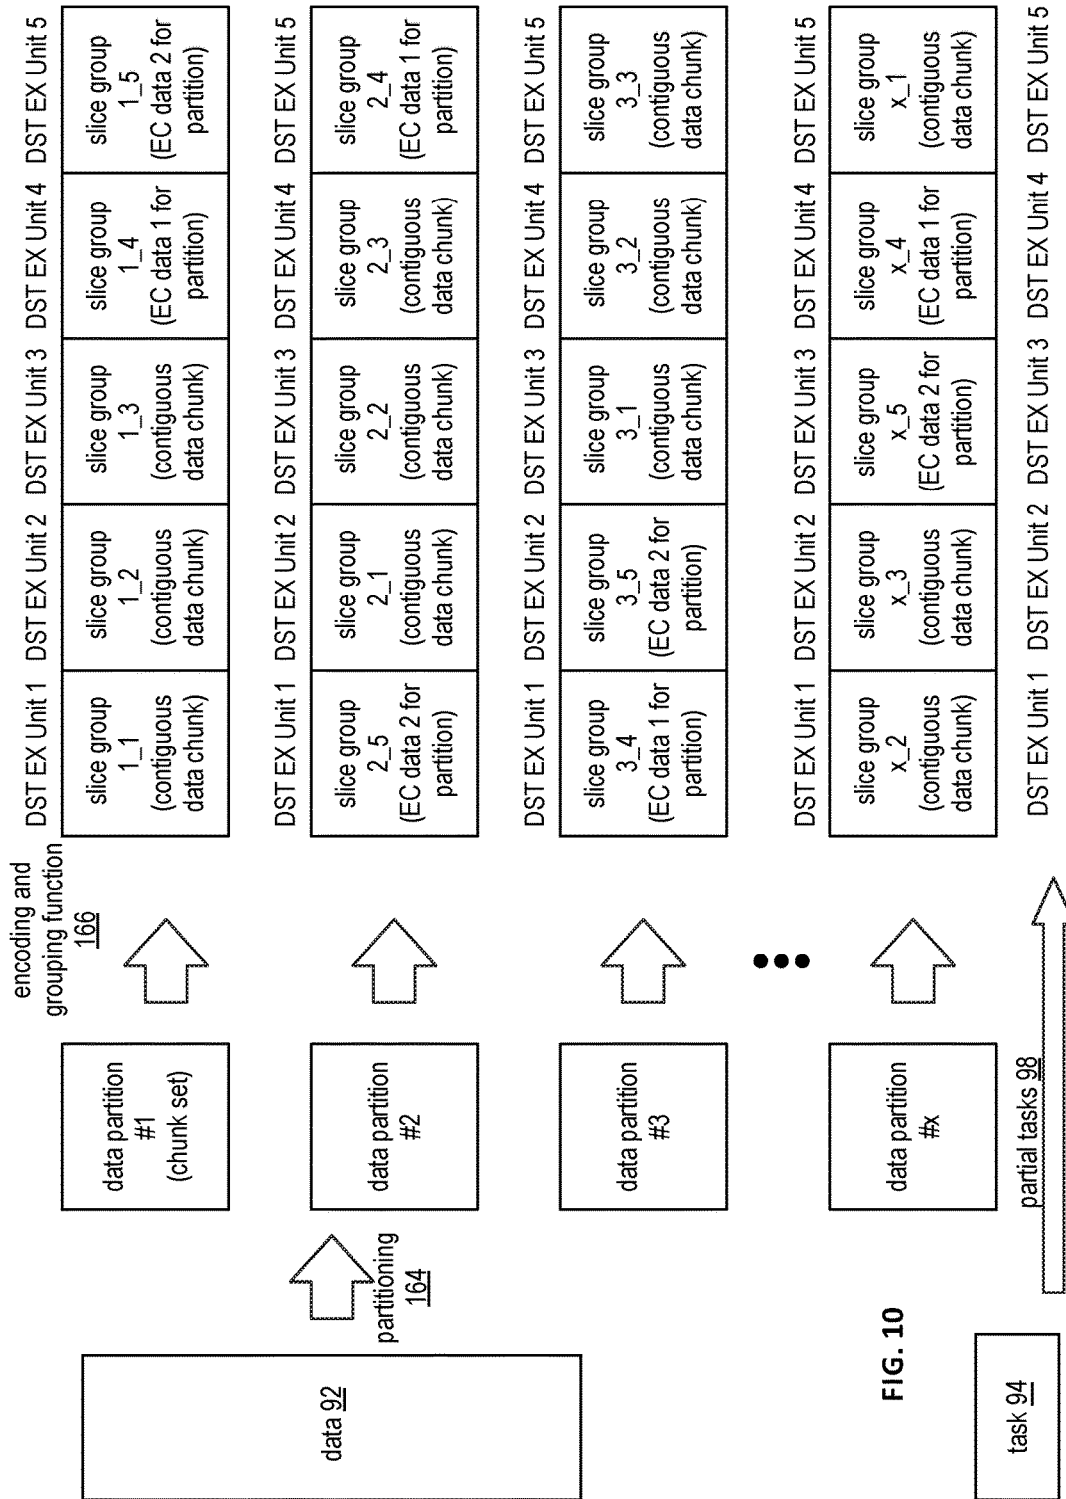 data 92
partitioning
164
data partition
#1
(chunk set)
data partition
#2
data partition
#3
data partition
#x
encoding and
grouping function
166
DST EX Unit 1
DST EX Unit 2
DST EX Unit 3
DST EX Unit 4
DST EX Unit 5
slice group
1_1
(contiguous
data chunk)
slice group
1_2
(contiguous
data chunk)
slice group
1_3
(contiguous
data chunk)
slice group
1_4
(EC data 1 for
partition)
slice group
1_5
(EC data 2 for
partition)
DST EX Unit 1
DST EX Unit 2
DST EX Unit 3
DST EX Unit 4
DST EX Unit 5
slice group
2_5
(EC data 2 for
partition)
slice group
2_1
(contiguous
data chunk)
slice group
2_2
(contiguous
data chunk)
slice group
2_3
(contiguous
data chunk)
slice group
2_4
(EC data 1 for
partition)
DST EX Unit 1
DST EX Unit 2
DST EX Unit 3
DST EX Unit 4
DST EX Unit 5
slice group
3_4
(EC data 1 for
partition)
slice group
3_5
(EC data 2 for
partition)
slice group
3_1
(contiguous
data chunk)
slice group
3_2
(contiguous
data chunk)
slice group
3_3
(contiguous
data chunk)
DST EX Unit 1
DST EX Unit 2
DST EX Unit 3
DST EX Unit 4
DST EX Unit 5
slice group
x_2
(contiguous
data chunk)
slice group
x_3
(contiguous
data chunk)
slice group
x_5
(EC data 2 for
partition)
slice group
x_4
(EC data 1 for
partition)
slice group
x_1
(contiguous
data chunk)
FIG. 10
task 94
partial tasks 98
DST EX Unit 1
DST EX Unit 2
DST EX Unit 3
DST EX Unit 4
DST EX Unit 5